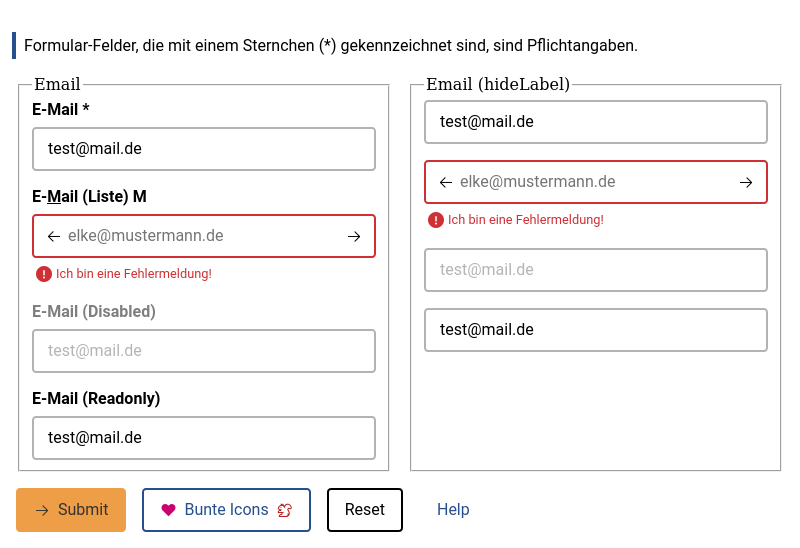 Formular-Felder, die mit einem Sternchen (*) gekennzeichnet sind, sind Pflichtangaben.
Email
E-Mail *
test@mail.de
E-Mail (Liste) M
← elke@mustermann.de →
! Ich bin eine Fehlermeldung!
E-Mail (Disabled)
test@mail.de
E-Mail (Readonly)
test@mail.de
Email (hideLabel)
test@mail.de
← elke@mustermann.de →
! Ich bin eine Fehlermeldung!
test@mail.de
test@mail.de
→ Submit
Bunte Icons
Reset
Help